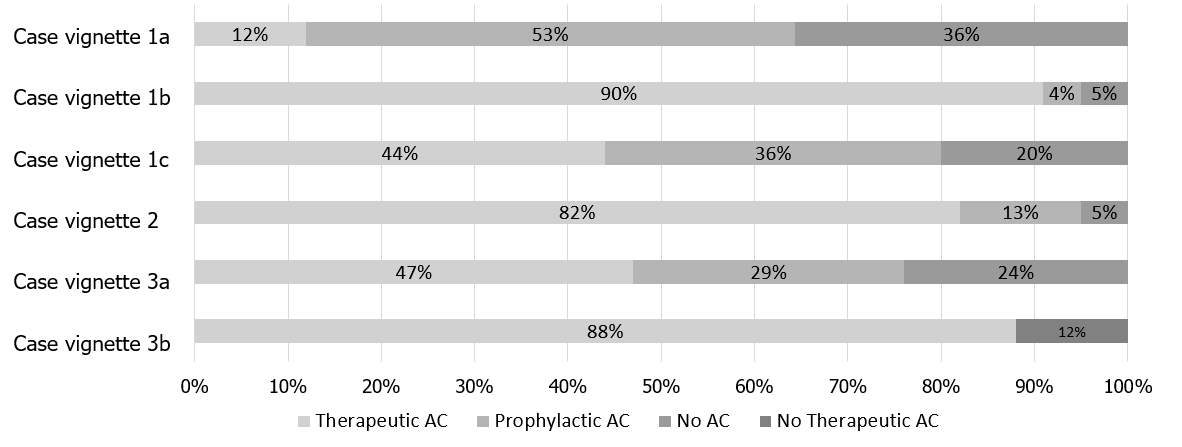 Case vignette 1a 12% 53% 36%
Case vignette 1b 90% 4% 5%
Case vignette 1c 44% 36% 20%
Case vignette 2 82% 13% 5%
Case vignette 3a 47% 29% 24%
Case vignette 3b 88% 12%
0% 10% 20% 30% 40% 50% 60% 70% 80% 90% 100%
Therapeutic AC Prophylactic AC No AC No Therapeutic AC